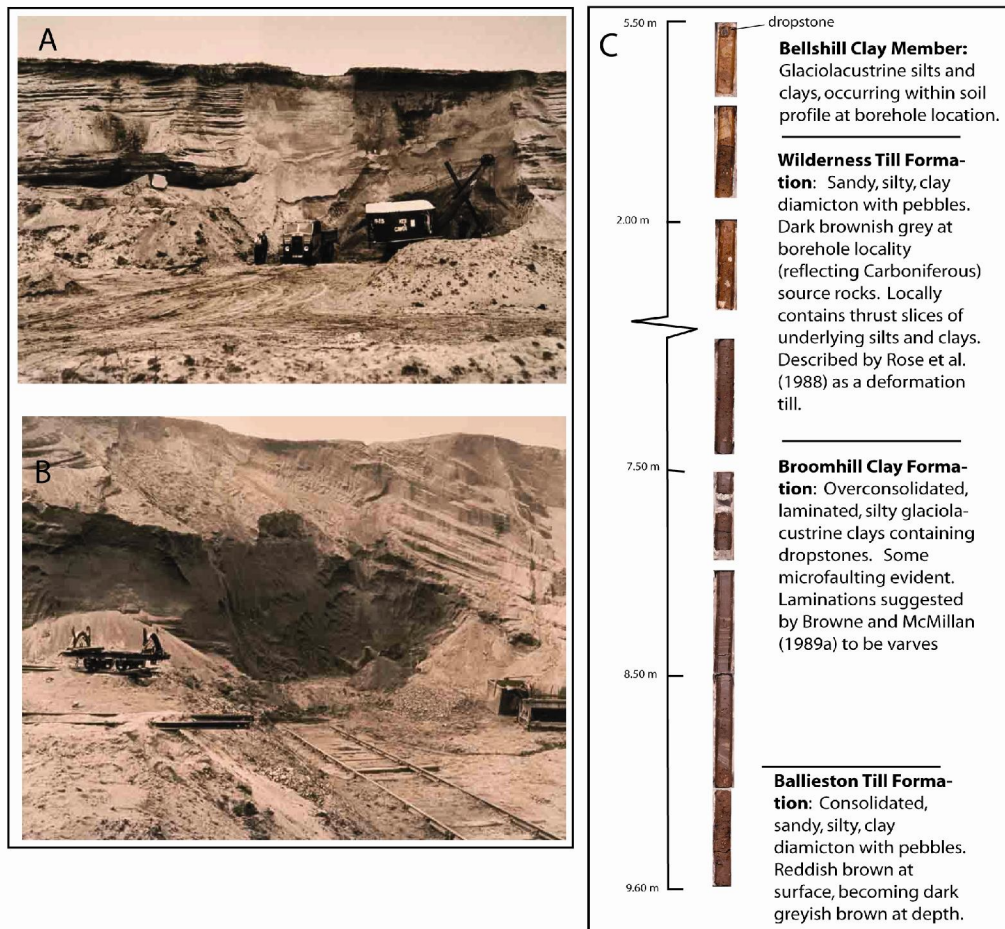 A
B
C
5.50 m
dropstone
Bellshill Clay Member:
Glaciolacustrine silts and
clays, occurring within soil
profile at borehole location.
Wilderness Till Forma-
tion: Sandy, silty, clay
diamicton with pebbles.
Dark brownish grey at
borehole locality
(reflecting Carboniferous)
source rocks. Locally
contains thrust slices of
underlying silts and clays.
Described by Rose et al.
(1988) as a deformation
till.
2.00 m
7.50 m
Broomhill Clay Forma-
tion: Overconsolidated,
laminated, silty glaciola-
custrine clays containing
dropstones. Some
microfaulting evident.
Laminations suggested
by Browne and McMillan
(1989a) to be varves
8.50 m
Ballieston Till Forma-
tion: Consolidated,
sandy, silty, clay
diamicton with pebbles.
Reddish brown at
surface, becoming dark
greyish brown at depth.
9.60 m